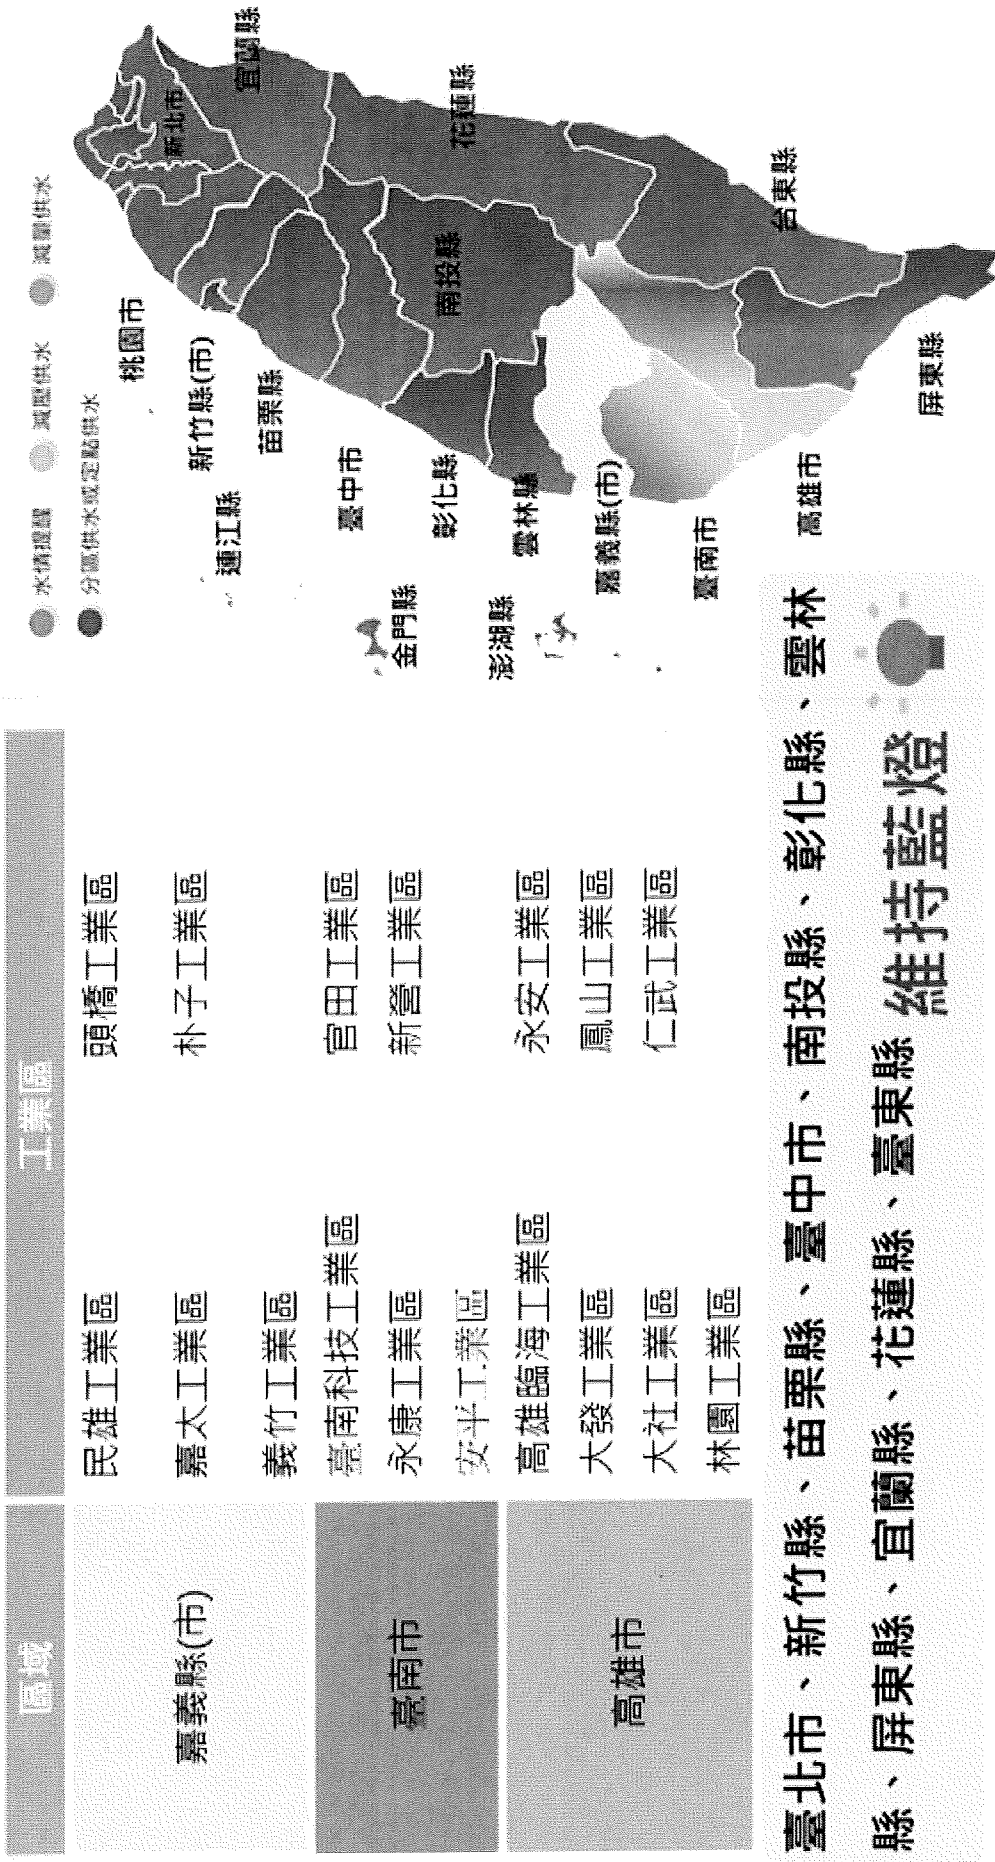 區域 工業區
嘉義縣(市)
民雄工業區 頭橋工業區
嘉太工業區 朴子工業區
義竹工業區
臺南市
臺南科技工業區 官田工業區
永康工業區 新營工業區
安平工業區
高雄市
高雄臨海工業區 永安工業區
大發工業區 鳳山工業區
大社工業區 仁武工業區
林園工業區
水情提醒 減壓供水 減量供水
分區供水或定點供水
桃園市
新北市
宜蘭縣
新竹縣(市)
苗栗縣
連江縣
臺中市
花蓮縣
金門縣
彰化縣
南投縣
澎湖縣
雲林縣
嘉義縣(市)
臺南市
台東縣
高雄市
屏東縣
臺北市、新竹縣、苗栗縣、臺中市、南投縣、彰化縣、雲林
縣、屏東縣、宜蘭縣、花蓮縣、臺東縣 維持藍燈